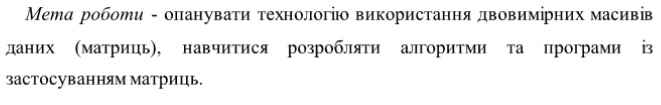 Мета роботи - опанувати технологію використання двовимірних масивів
даних (матриць), навчитися розробляти алгоритми та програми із
застосуванням матриць.